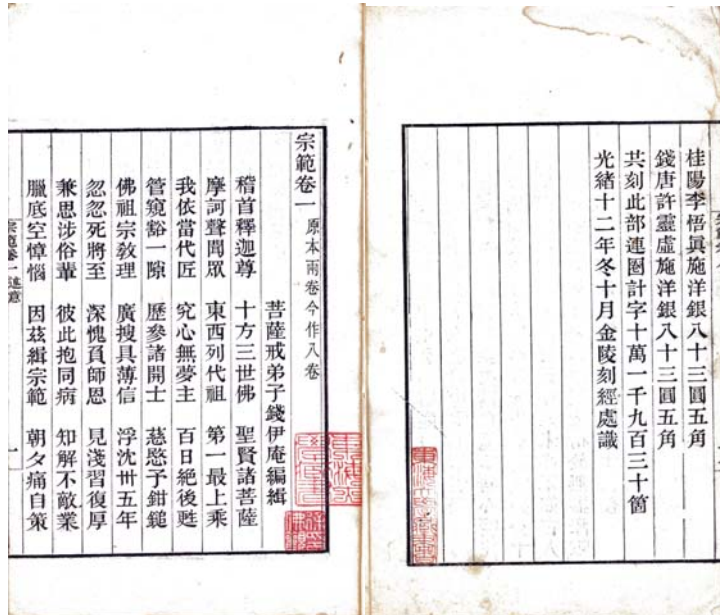 桂陽李悟眞施洋銀八十三圓五角
錢唐許靈虛施洋銀八十三圓五角
共刻此部連圈計字十萬一千九百三十箇
光緒十二年冬十月金陵刻經處識
宗範卷一 原本兩卷今作八卷
菩薩戒弟子錢伊庵編緝
稽首釋迦尊 十方三世佛 聖賢諸菩薩
摩訶聲聞眾 東西列代祖 第一最上乘
我依當代匠 究心無夢主 百日絕後甦
管窺豁一隙 歷參諸開士 慈愍予鉗鎚
佛祖宗教理 廣搜具薄信 浮沈卅五年
忽忽死將至 深愧負師恩 見淺習復厚
兼思涉俗輩 彼此抱同病 知解不敵業
臘底空憧惱 因茲緝宗範 朝夕痛自策
宗範卷一 述意 一